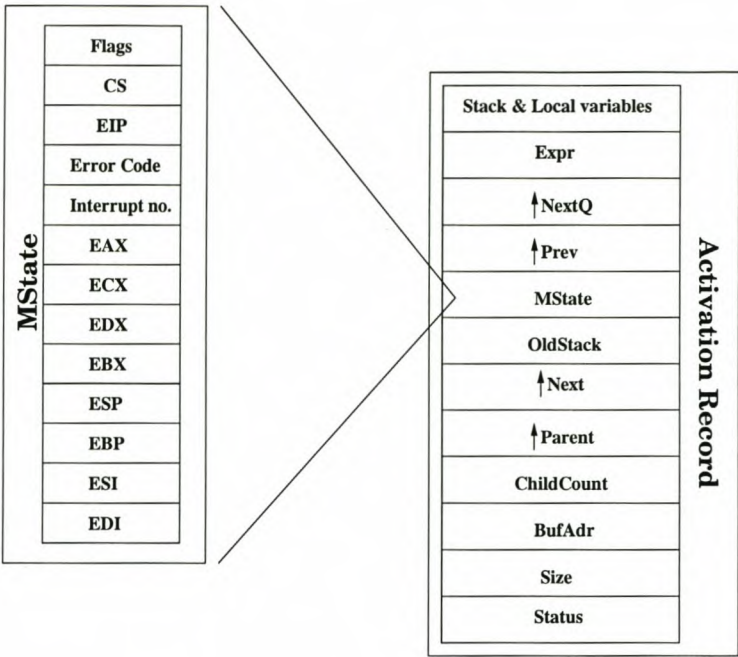 MState
Flags
CS
EIP
Error Code
Interrupt no.
EAX
ECX
EDX
EBX
ESP
EBP
ESI
EDI
Stack & Local variables
Expr
↑NextQ
↑Prev
MState
OldStack
↑Next
↑Parent
ChildCount
BufAdr
Size
Status
Activation Record